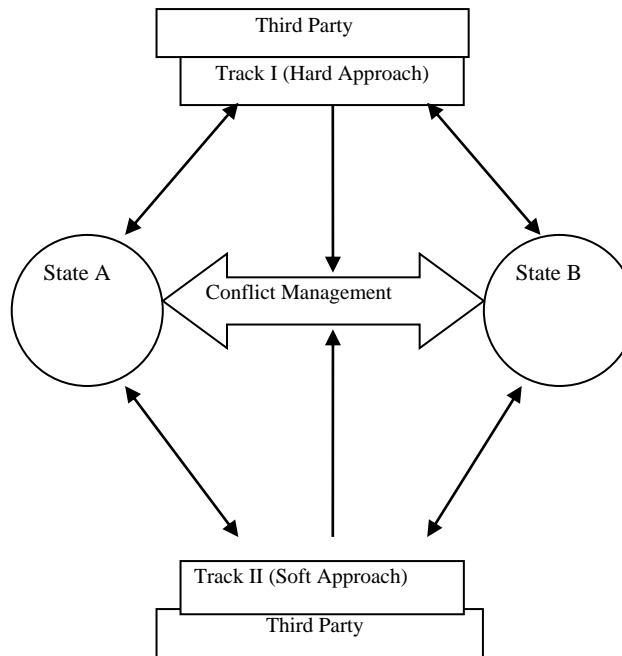 Third Party
Track I (Hard Approach)
State A
State B
Conflict Management
Track II (Soft Approach)
Third Party